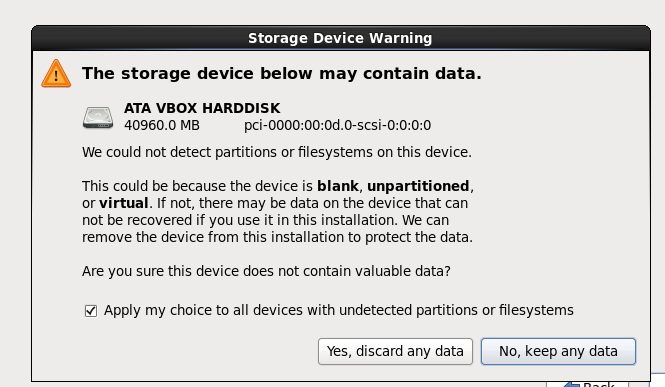 Storage Device Warning
The storage device below may contain data.
ATA VBOX HARDDISK
40960.0 MB pci-0000:00:0d.0-scsi-0:0:0:0
We could not detect partitions or filesystems on this device.
This could be because the device is blank, unpartitioned,
or virtual. If not, there may be data on the device that can
not be recovered if you use it in this installation. We can
remove the device from this installation to protect the data.
Are you sure this device does not contain valuable data?
Apply my choice to all devices with undetected partitions or filesystems
Yes, discard any data No, keep any data
Back